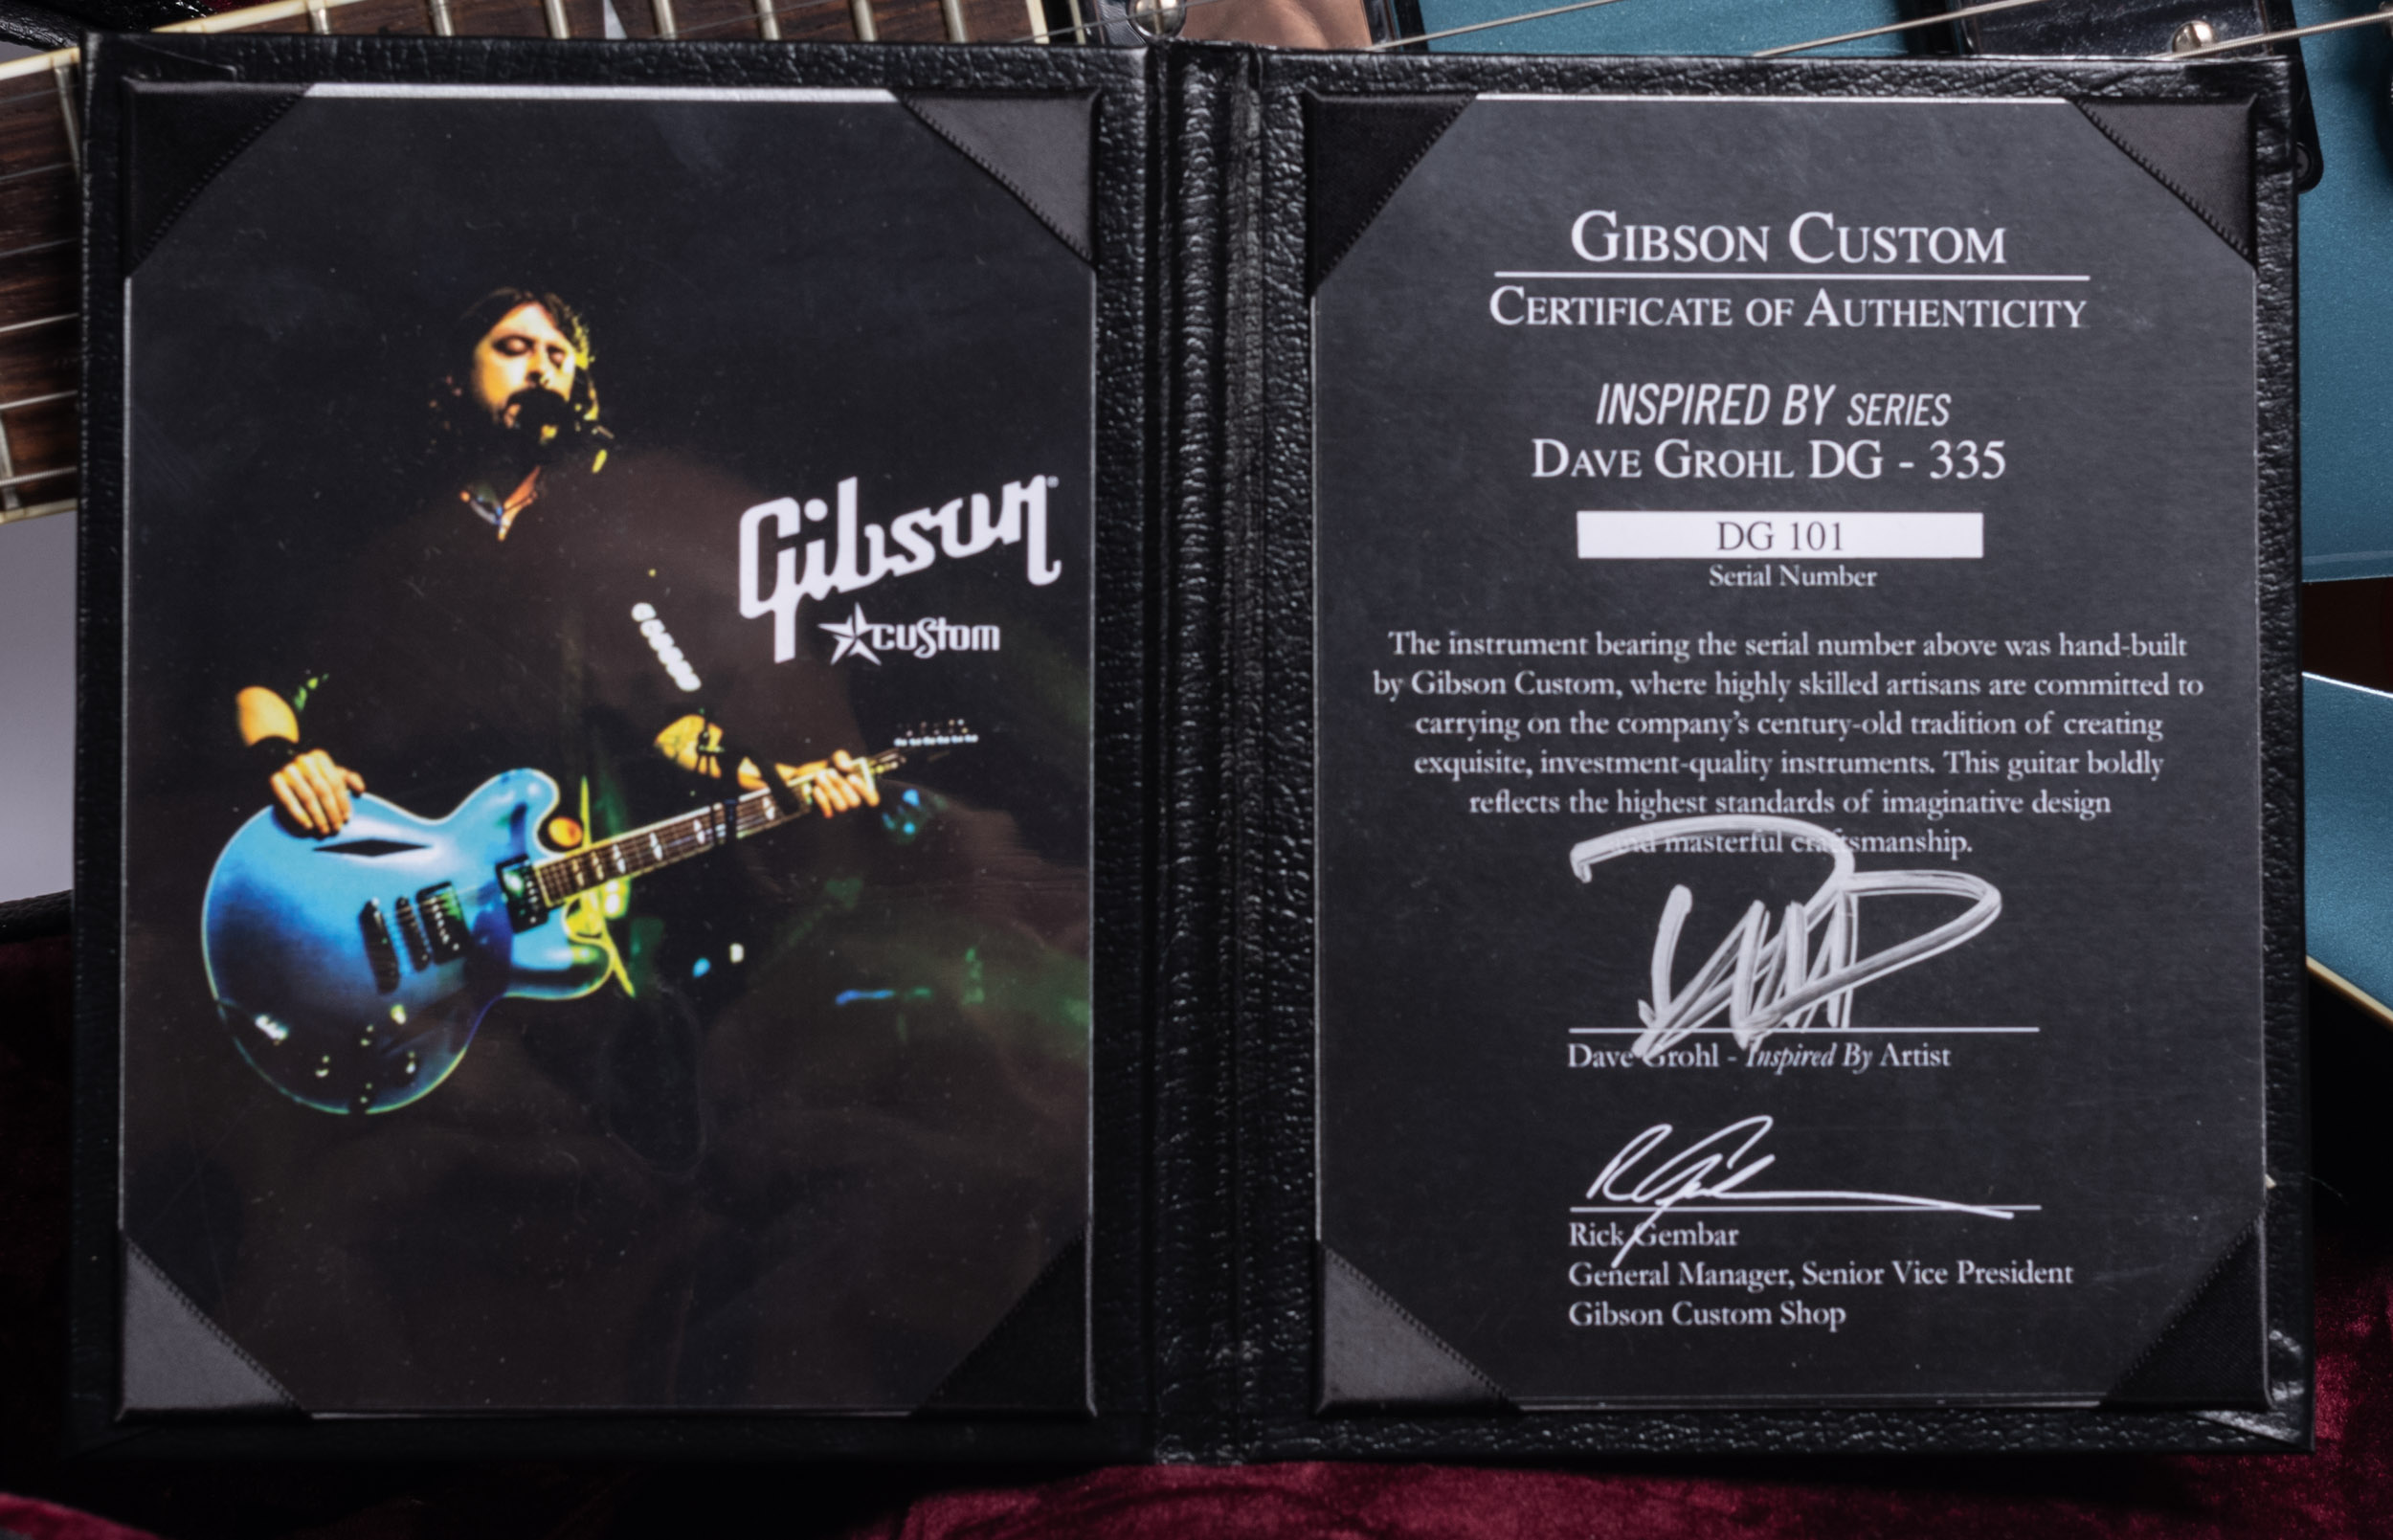 Gibson
custom
GIBSON CUSTOM
CERTIFICATE OF AUTHENTICITY
INSPIRED BY SERIES
DAVE GROHL DG - 335
DG 101
Serial Number
The instrument bearing the serial number above was hand-built
by Gibson Custom, where highly skilled artisans are committed to
carrying on the company's century-old tradition of creating
exquisite, investment-quality instruments. This guitar boldly
reflects the highest standards of imaginative design
and masterful craftsmanship.
Dave Grohl - Inspired By Artist
Rick Gembar
General Manager, Senior Vice President
Gibson Custom Shop